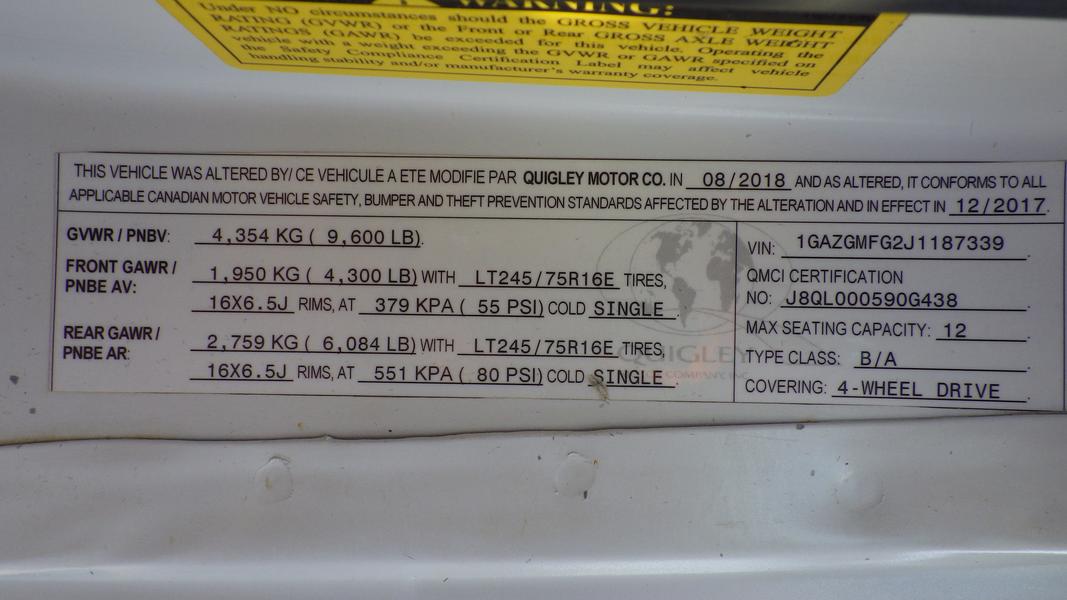 WARNING!
Under NO circumstances should the GROSS VEHICLE WEIGHT
RATING (GVWR) or the Front or Rear GROSS AXLE WEIGHT
RATINGS (GAWR) be exceeded for this vehicle. Operating the
vehicle with a weight exceeding the GVWR or GAWR specified on
the Safety Compliance Certification Label may affect vehicle
handling stability and/or manufacturer's warranty coverage.
THIS VEHICLE WAS ALTERED BY/ CE VEHICULE A ETE MODIFIE PAR QUIGLEY MOTOR CO. IN 08/2018 AND AS ALTERED, IT CONFORMS TO ALL
APPLICABLE CANADIAN MOTOR VEHICLE SAFETY, BUMPER AND THEFT PREVENTION STANDARDS AFFECTED BY THE ALTERATION AND IN EFFECT IN 12/2017.
GVWR / PNBV: 4,354 KG ( 9,600 LB).
FRONT GAWR / PNBE AV: 1,950 KG ( 4,300 LB) WITH LT245/75R16E TIRES,
16X6.5J RIMS, AT 379 KPA ( 55 PSI) COLD SINGLE.
REAR GAWR / PNBE AR: 2,759 KG ( 6,084 LB) WITH LT245/75R16E TIRES,
16X6.5J RIMS, AT 551 KPA ( 80 PSI) COLD SINGLE.
QUIGLEY
MOTOR COMPANY INC
VIN: 1GAZGMFG2J1187339.
QMCI CERTIFICATION
NO: J8QL000590G438.
MAX SEATING CAPACITY: 12.
TYPE CLASS: B/A.
COVERING: 4-WHEEL DRIVE.